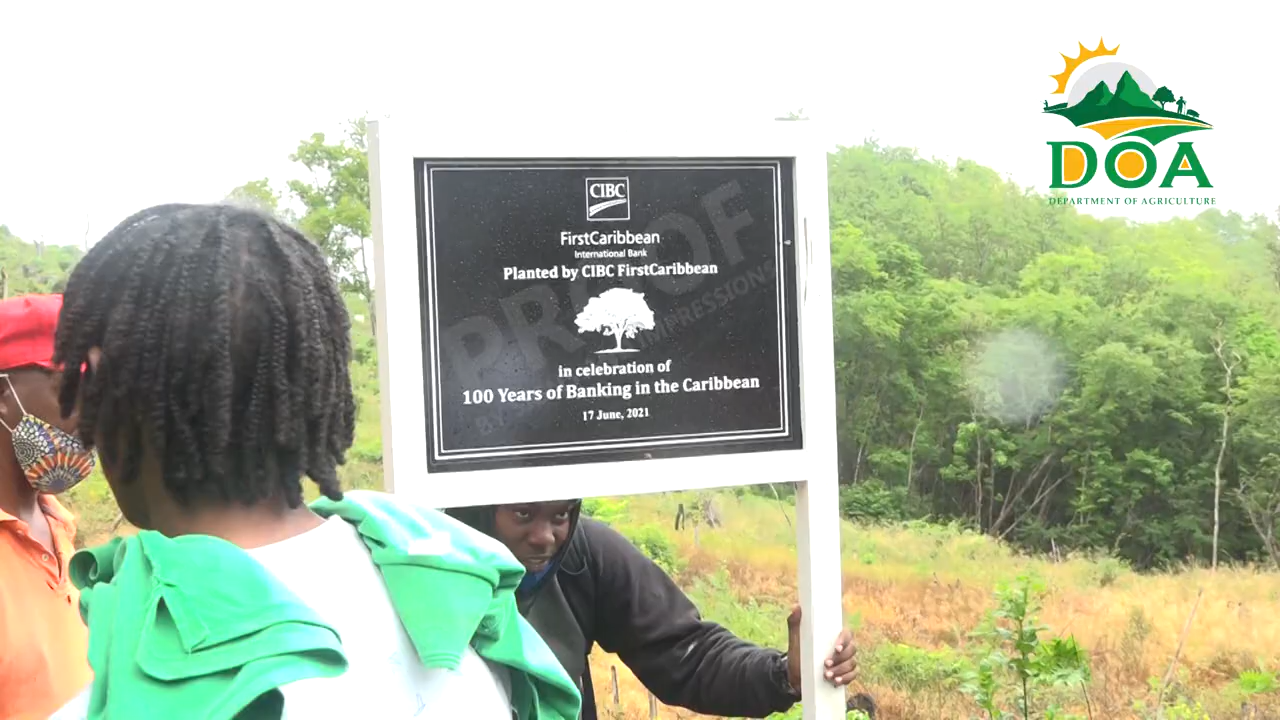 CIBC
FirstCaribbean
International Bank
Planted by CIBC FirstCaribbean
in celebration of
100 Years of Banking in the Caribbean
17 June, 2021
PROOF
IMPRESSIONS
DOA
DEPARTMENT OF AGRICULTURE